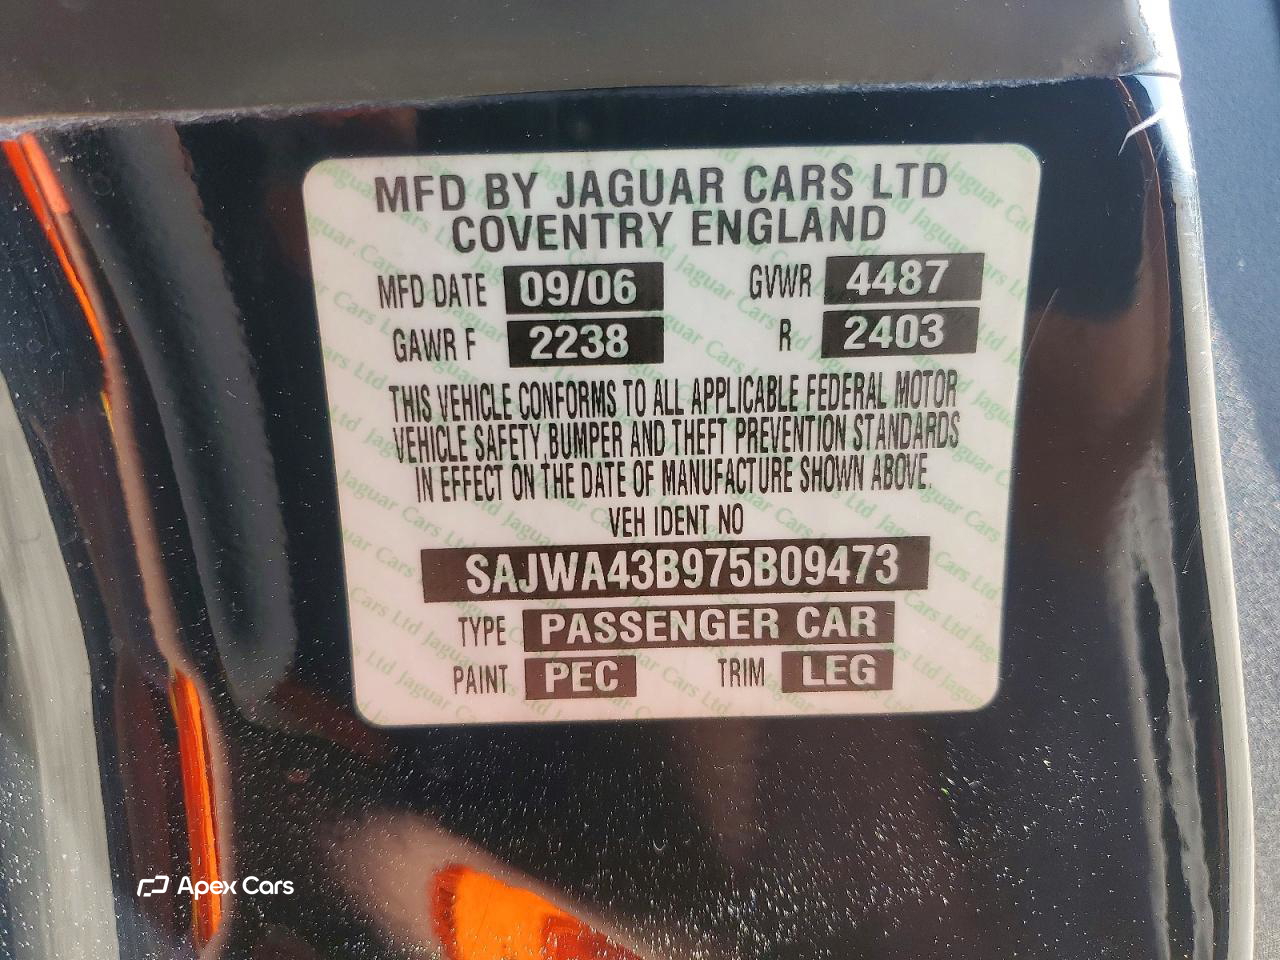 MFD BY JAGUAR CARS LTD
COVENTRY ENGLAND
MFD DATE 09/06 GVWR 4487
GAWR F 2238 R 2403
THIS VEHICLE CONFORMS TO ALL APPLICABLE FEDERAL MOTOR
VEHICLE SAFETY,BUMPER AND THEFT PREVENTION STANDARDS
IN EFFECT ON THE DATE OF MANUFACTURE SHOWN ABOVE.
VEH IDENT NO
SAJWA43B975B09473
TYPE PASSENGER CAR
PAINT PEC TRIM LEG
Apex Cars